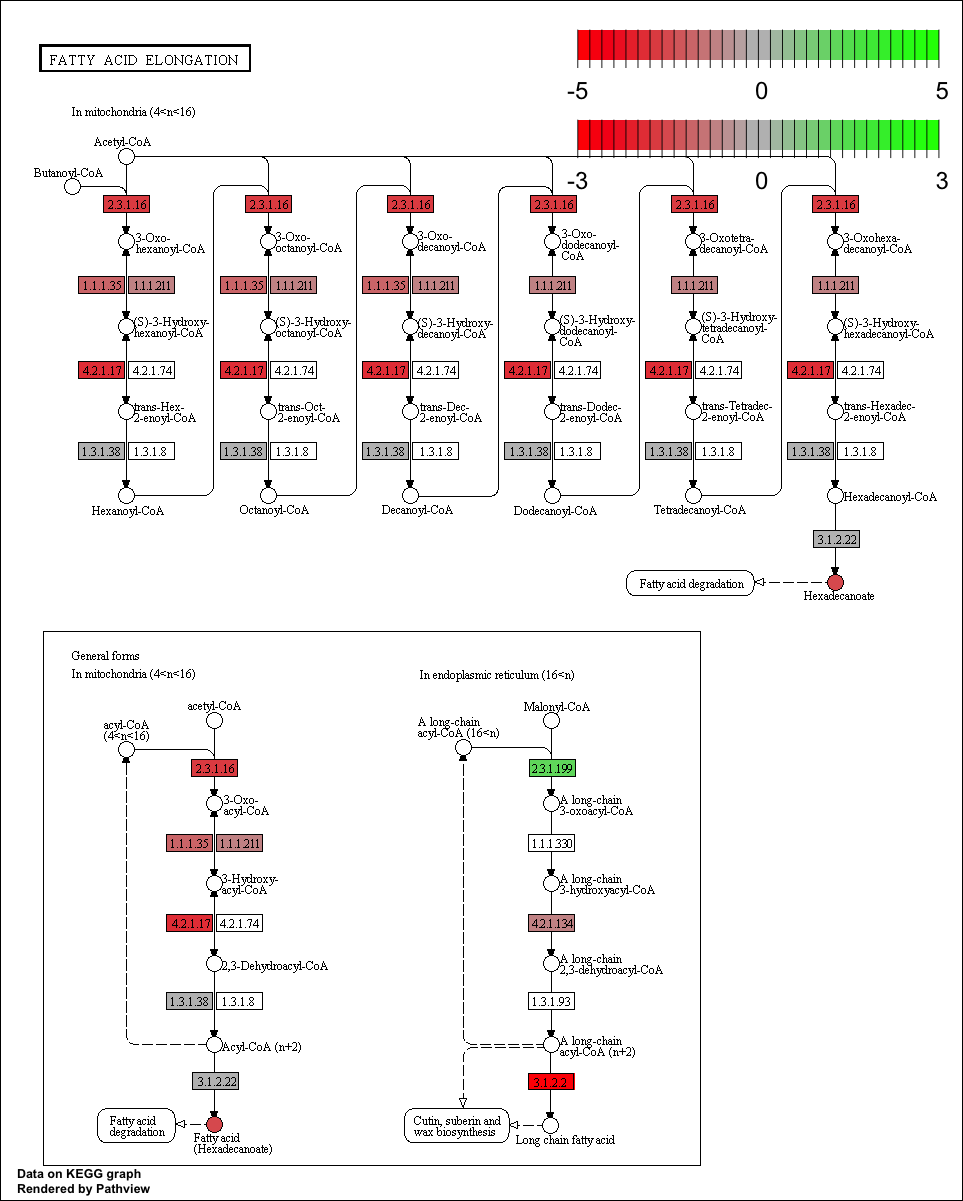 FATTY ACID ELONGATION
-5 0 5
-3 0 3
In mitochondria (4<n<16)
Acetyl-CoA
Butanoyl-CoA
2.3.1.16 2.3.1.16 2.3.1.16 2.3.1.16 2.3.1.16 2.3.1.16
3-Oxo-
hexanoyl-CoA
3-Oxo-
octanoyl-CoA
3-Oxo-
decanoyl-CoA
3-Oxo-
dodecanoyl-
CoA
3-Oxotetra-
decanoyl-CoA
3-Oxohexa-
decanoyl-CoA
1.1.1.35 1.1.1.211 1.1.1.35 1.1.1.211 1.1.1.35 1.1.1.211 1.1.1.211 1.1.1.211 1.1.1.211
(S)-3-Hydroxy-
hexanoyl-CoA
(S)-3-Hydroxy-
octanoyl-CoA
(S)-3-Hydroxy-
decanoyl-CoA
(S)-3-Hydroxy-
dodecanoyl-
CoA
(S)-3-Hydroxy-
tetradecanoyl-
CoA
(S)-3-Hydroxy-
hexadecanoyl-CoA
4.2.1.17 4.2.1.74 4.2.1.17 4.2.1.74 4.2.1.17 4.2.1.74 4.2.1.17 4.2.1.74 4.2.1.17 4.2.1.74 4.2.1.17 4.2.1.74
trans-Hex-
2-enoyl-CoA
trans-Oct-
2-enoyl-CoA
trans-Dec-
2-enoyl-CoA
trans-Dodec-
2-enoyl-CoA
trans-Tetradec-
2-enoyl-CoA
trans-Hexadec-
2-enoyl-CoA
1.3.1.38 1.3.1.8 1.3.1.38 1.3.1.8 1.3.1.38 1.3.1.8 1.3.1.38 1.3.1.8 1.3.1.38 1.3.1.8 1.3.1.38 1.3.1.8
Hexanoyl-CoA
Octanoyl-CoA
Decanoyl-CoA
Dodecanoyl-CoA
Tetradecanoyl-CoA
Hexadecanoyl-CoA
3.1.2.22
Fatty acid degradation
Hexadecanoate
General forms
In mitochondria (4<n<16)
acetyl-CoA
acyl-CoA
(4<n<16)
2.3.1.16
3-Oxo-
acyl-CoA
1.1.1.35 1.1.1.211
3-Hydroxy-
acyl-CoA
4.2.1.17 4.2.1.74
2,3-Dehydroacyl-CoA
1.3.1.38 1.3.1.8
Acyl-CoA (n+2)
3.1.2.22
Fatty acid
degradation
Fatty acid
(Hexadecanoate)
In endoplasmic reticulum (16<n)
Malonyl-CoA
A long-chain
acyl-CoA (16<n)
2.3.1.199
A long-chain
3-oxoacyl-CoA
1.1.1.330
A long-chain
3-hydroxyacyl-CoA
4.2.1.134
A long-chain
2,3-dehydroacyl-CoA
1.3.1.93
A long-chain
acyl-CoA (n+2)
3.1.2.2
Cutin, suberin and
wax biosynthesis
Long chain fatty acid
Data on KEGG graph
Rendered by Pathview